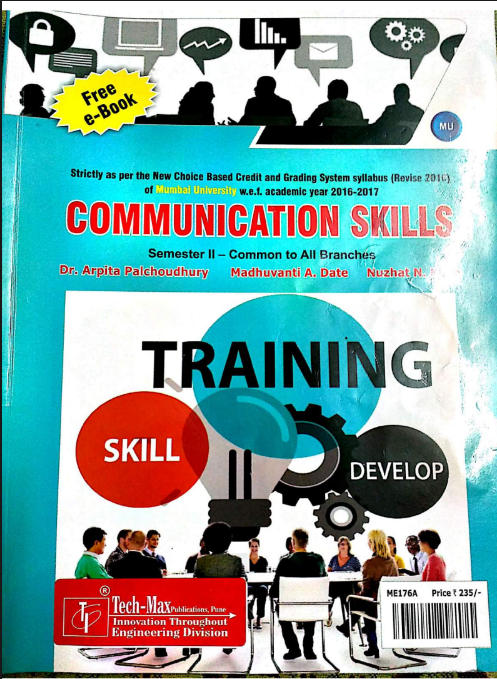 Free
e-Book
MU
Strictly as per the New Choice Based Credit and Grading System syllabus (Revise 2016)
of Mumbai University w.e.f. academic year 2016-2017
COMMUNICATION SKILLS
Semester II – Common to All Branches
Dr. Arpita Palchoudhury Madhuvanti A. Date Nuzhat N.
TRAINING
SKILL
DEVELOP
®
Tech-Max Publications, Pune
Innovation Throughout
Engineering Division
ME176A Price ₹ 235/-